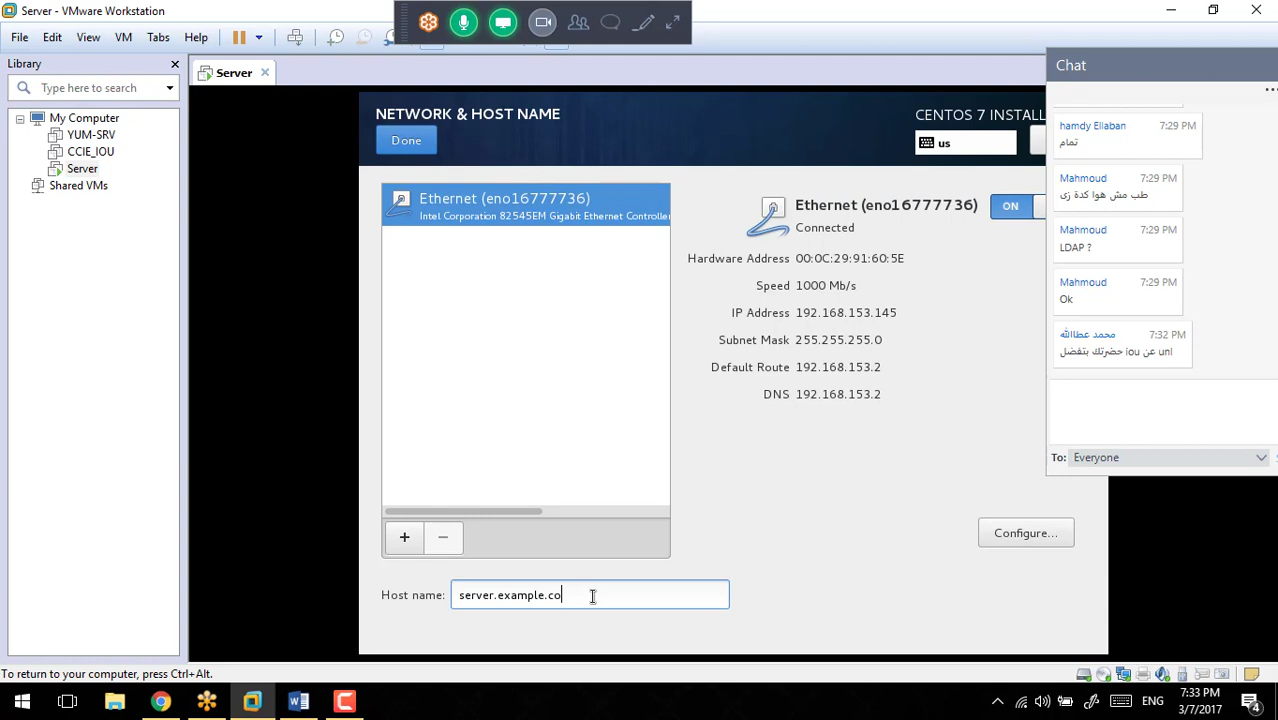 Server - VMware Workstation
File Edit View VM Tabs Help
Library
Type here to search
My Computer
YUM-SRV
CCIE_IOU
Server
Shared VMs
Server
NETWORK & HOST NAME
Done
CENTOS 7 INSTALL
us
Ethernet (eno16777736)
Intel Corporation 82545EM Gigabit Ethernet Controller
Ethernet (eno16777736)
Connected
ON
Hardware Address 00:0C:29:91:60:5E
Speed 1000 Mb/s
IP Address 192.168.153.145
Subnet Mask 255.255.255.0
Default Route 192.168.153.2
DNS 192.168.153.2
+
−
Configure...
Host name: server.example.co
Chat
hamdy Ellaban 7:29 PM
تمام
Mahmoud 7:29 PM
طب مش هوا كدة زى
Mahmoud 7:29 PM
LDAP ?
Mahmoud 7:29 PM
Ok
محمد عطاالله 7:32 PM
حضرتك بتفضل iou عن unl
To: Everyone
To return to your computer, press Ctrl+Alt.
ENG
7:33 PM
3/7/2017
4